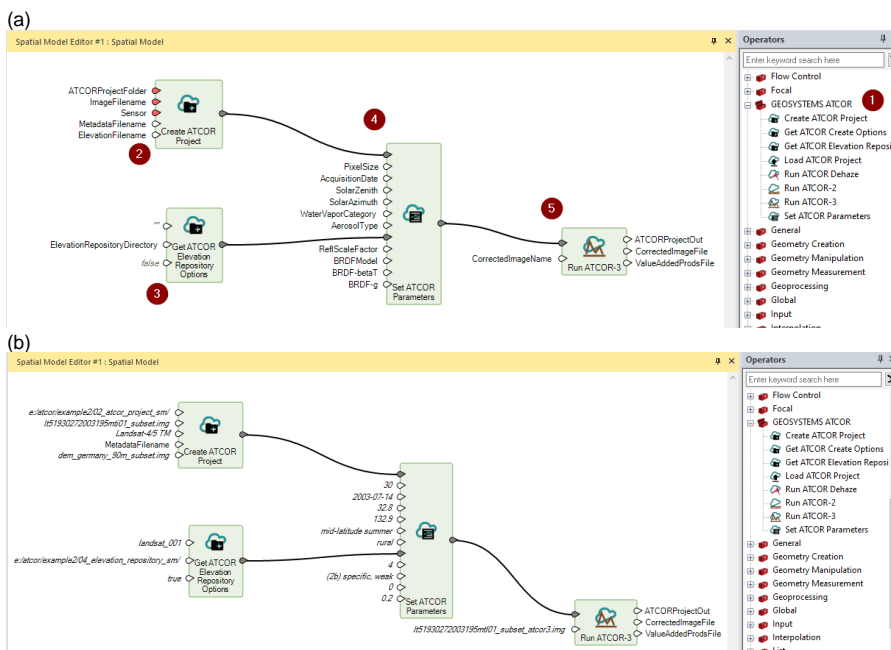 (a)
Spatial Model Editor #1 : Spatial Model
ATCORProjectFolder
ImageFilename
Sensor
MetadataFilename
ElevationFilename
Create ATCOR
Project
2
4
PixelSize
AcquisitionDate
SolarZenith
SolarAzimuth
WaterVaporCategory
AerosolType
ReflScaleFactor
BRDFModel
BRDF-betaT
BRDF-g
Set ATCOR
Parameters
""
ElevationRepositoryDirectory
false
Get ATCOR
Elevation
Repository
Options
3
5
CorrectedImageName
Run ATCOR-3
ATCORProjectOut
CorrectedImageFile
ValueAddedProdsFile
Operators
Enter keyword search here
Flow Control
Focal
GEOSYSTEMS ATCOR
1
Create ATCOR Project
Get ATCOR Create Options
Get ATCOR Elevation Reposi
Load ATCOR Project
Run ATCOR Dehaze
Run ATCOR-2
Run ATCOR-3
Set ATCOR Parameters
General
Geometry Creation
Geometry Manipulation
Geometry Measurement
Geoprocessing
Global
Input
Interpolation
(b)
Spatial Model Editor #1 : Spatial Model
e:/atcor/example2/02_atcor_project_sm/
lt51930272003195mti01_subset.img
Landsat-4/5 TM
MetadataFilename
dem_germany_90m_subset.img
Create ATCOR
Project
30
2003-07-14
32.8
132.9
mid-latitude summer
rural
4
(2b) specific, weak
0
0.2
Set ATCOR
Parameters
landsat_001
e:/atcor/example2/04_elevation_repository_sm/
true
Get ATCOR
Elevation
Repository
Options
lt51930272003195mtl01_subset_atcor3.img
Run ATCOR-3
ATCORProjectOut
CorrectedImageFile
ValueAddedProdsFile
Operators
Enter keyword search here
Flow Control
Focal
GEOSYSTEMS ATCOR
Create ATCOR Project
Get ATCOR Create Options
Get ATCOR Elevation Reposi
Load ATCOR Project
Run ATCOR Dehaze
Run ATCOR-2
Run ATCOR-3
Set ATCOR Parameters
General
Geometry Creation
Geometry Manipulation
Geometry Measurement
Geoprocessing
Global
Input
Interpolation
List